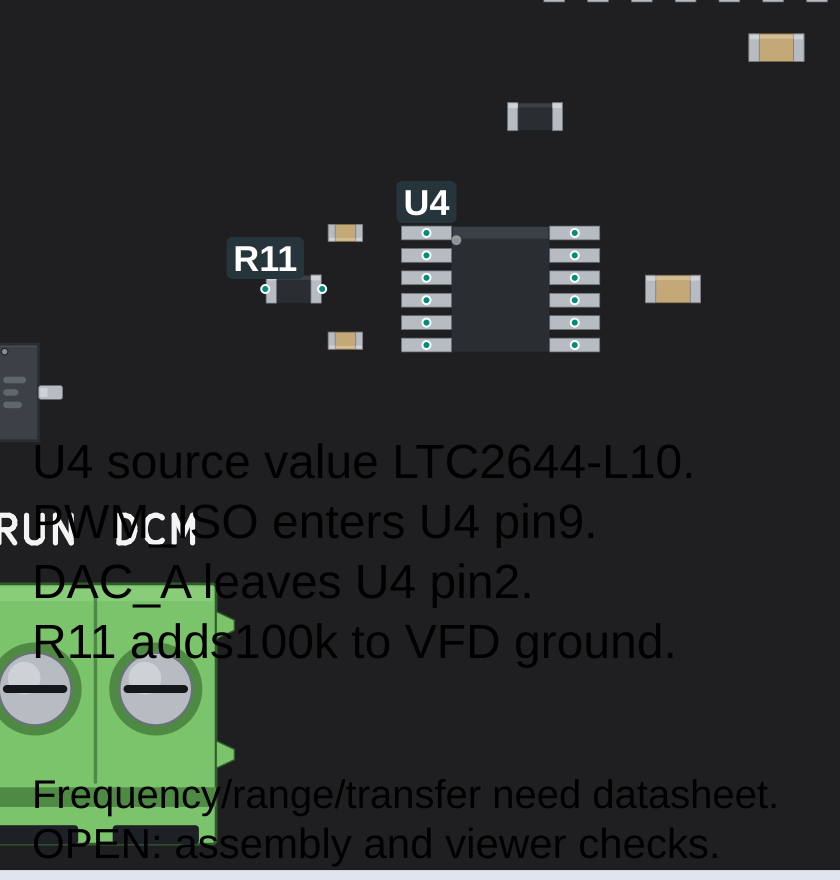 U4
R11
U4 source value LTC2644-L10.
PWM_ISO enters U4 pin9.
RUN DCM
DAC_A leaves U4 pin2.
R11 adds100k to VFD ground.
Frequency/range/transfer need datasheet.
OPEN: assembly and viewer checks.